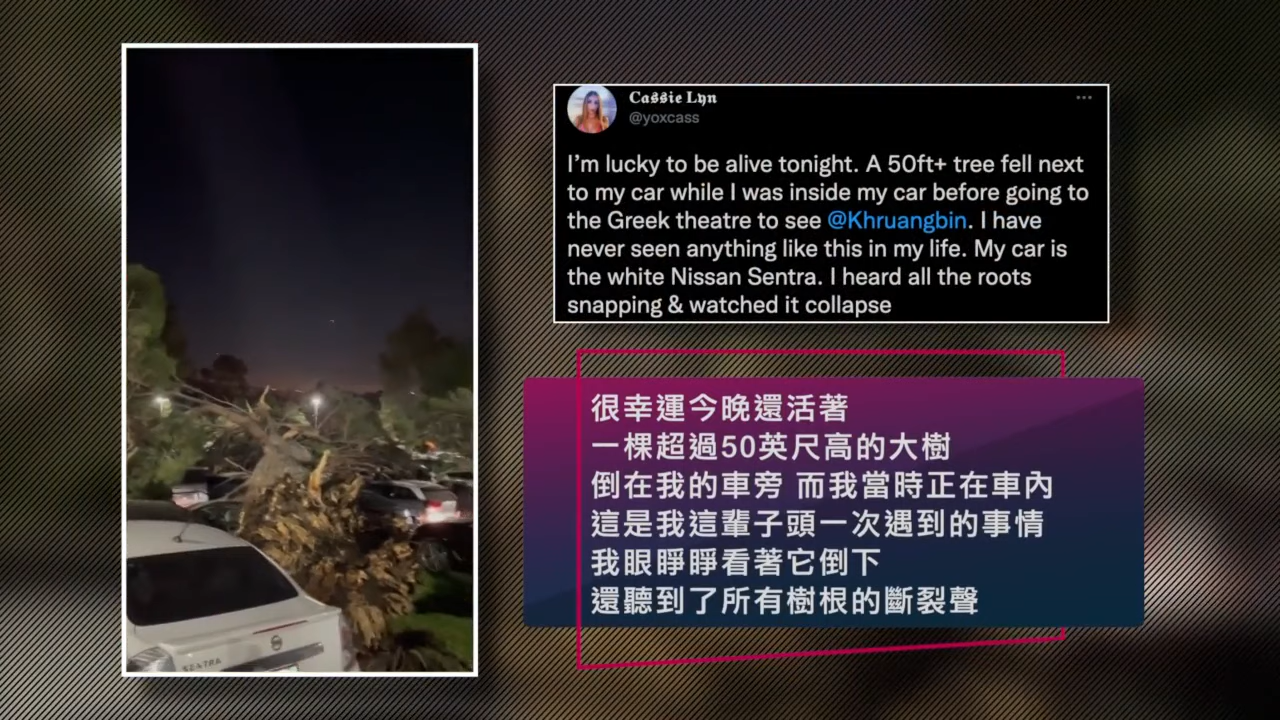 Cassie Lyn
@yoxcass
I'm lucky to be alive tonight. A 50ft+ tree fell next
to my car while I was inside my car before going to
the Greek theatre to see @Khruangbin. I have
never seen anything like this in my life. My car is
the white Nissan Sentra. I heard all the roots
snapping & watched it collapse
很幸運今晚還活著
一棵超過50英尺高的大樹
倒在我的車旁 而我當時正在車內
這是我這輩子頭一次遇到的事情
我眼睜睜看著它倒下
還聽到了所有樹根的斷裂聲
SENTRA